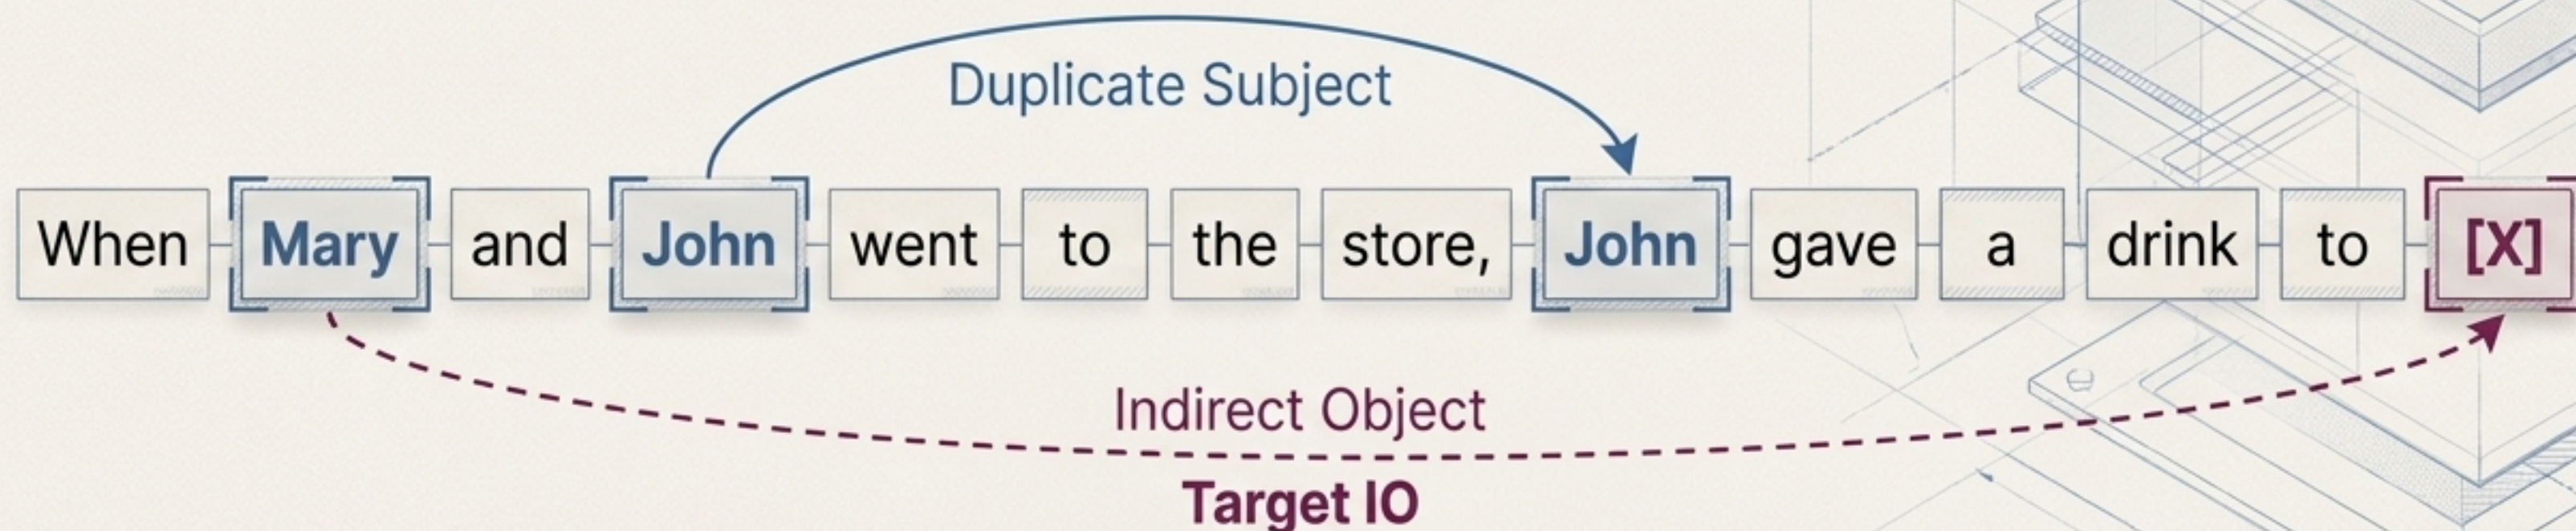 Duplicate Subject
When Mary and John went to the store, John gave a drink to [X]
Indirect Object
Target IO